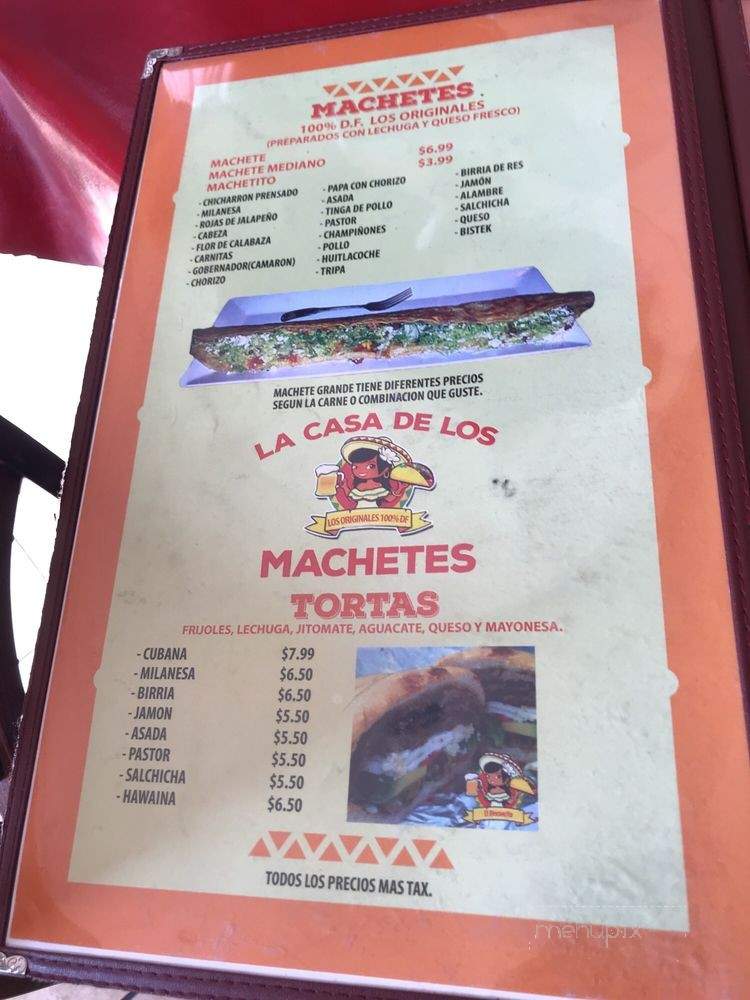 MACHETES
100% D.F. LOS ORIGINALES
(PREPARADOS CON LECHUGA Y QUESO FRESCO)
MACHETE
MACHETE MEDIANO $6.99
MACHETITO $3.99
- CHICHARRON PRENSADO
- MILANESA
- ROJAS DE JALAPEÑO
- CABEZA
- FLOR DE CALABAZA
- CARNITAS
- GOBERNADOR(CAMARON)
- CHORIZO
- PAPA CON CHORIZO
- ASADA
- TINGA DE POLLO
- PASTOR
- CHAMPIÑONES
- POLLO
- HUITLACOCHE
- TRIPA
- BIRRIA DE RES
- JAMÓN
- ALAMBRE
- SALCHICHA
- QUESO
- BISTEK
MACHETE GRANDE TIENE DIFERENTES PRECIOS
SEGUN LA CARNE O COMBINACION QUE GUSTE.
LA CASA DE LOS
LOS ORIGINALES 100% DF
MACHETES
TORTAS
FRIJOLES, LECHUGA, JITOMATE, AGUACATE, QUESO Y MAYONESA.
- CUBANA $7.99
- MILANESA $6.50
- BIRRIA $6.50
- JAMON $5.50
- ASADA $5.50
- PASTOR $5.50
- SALCHICHA $5.50
- HAWAINA $6.50
TODOS LOS PRECIOS MAS TAX.
menupix